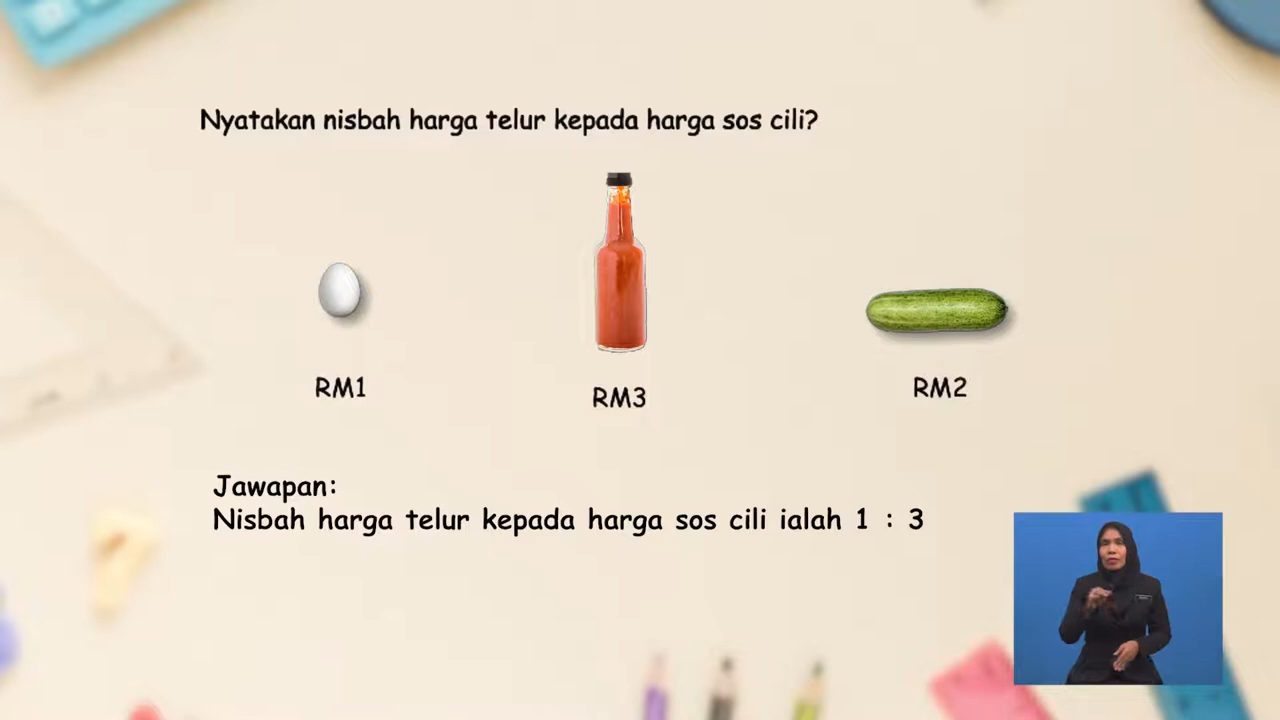 Nyatakan nisbah harga telur kepada harga sos cili?
RM1
RM3
RM2
Jawapan:
Nisbah harga telur kepada harga sos cili ialah 1 : 3